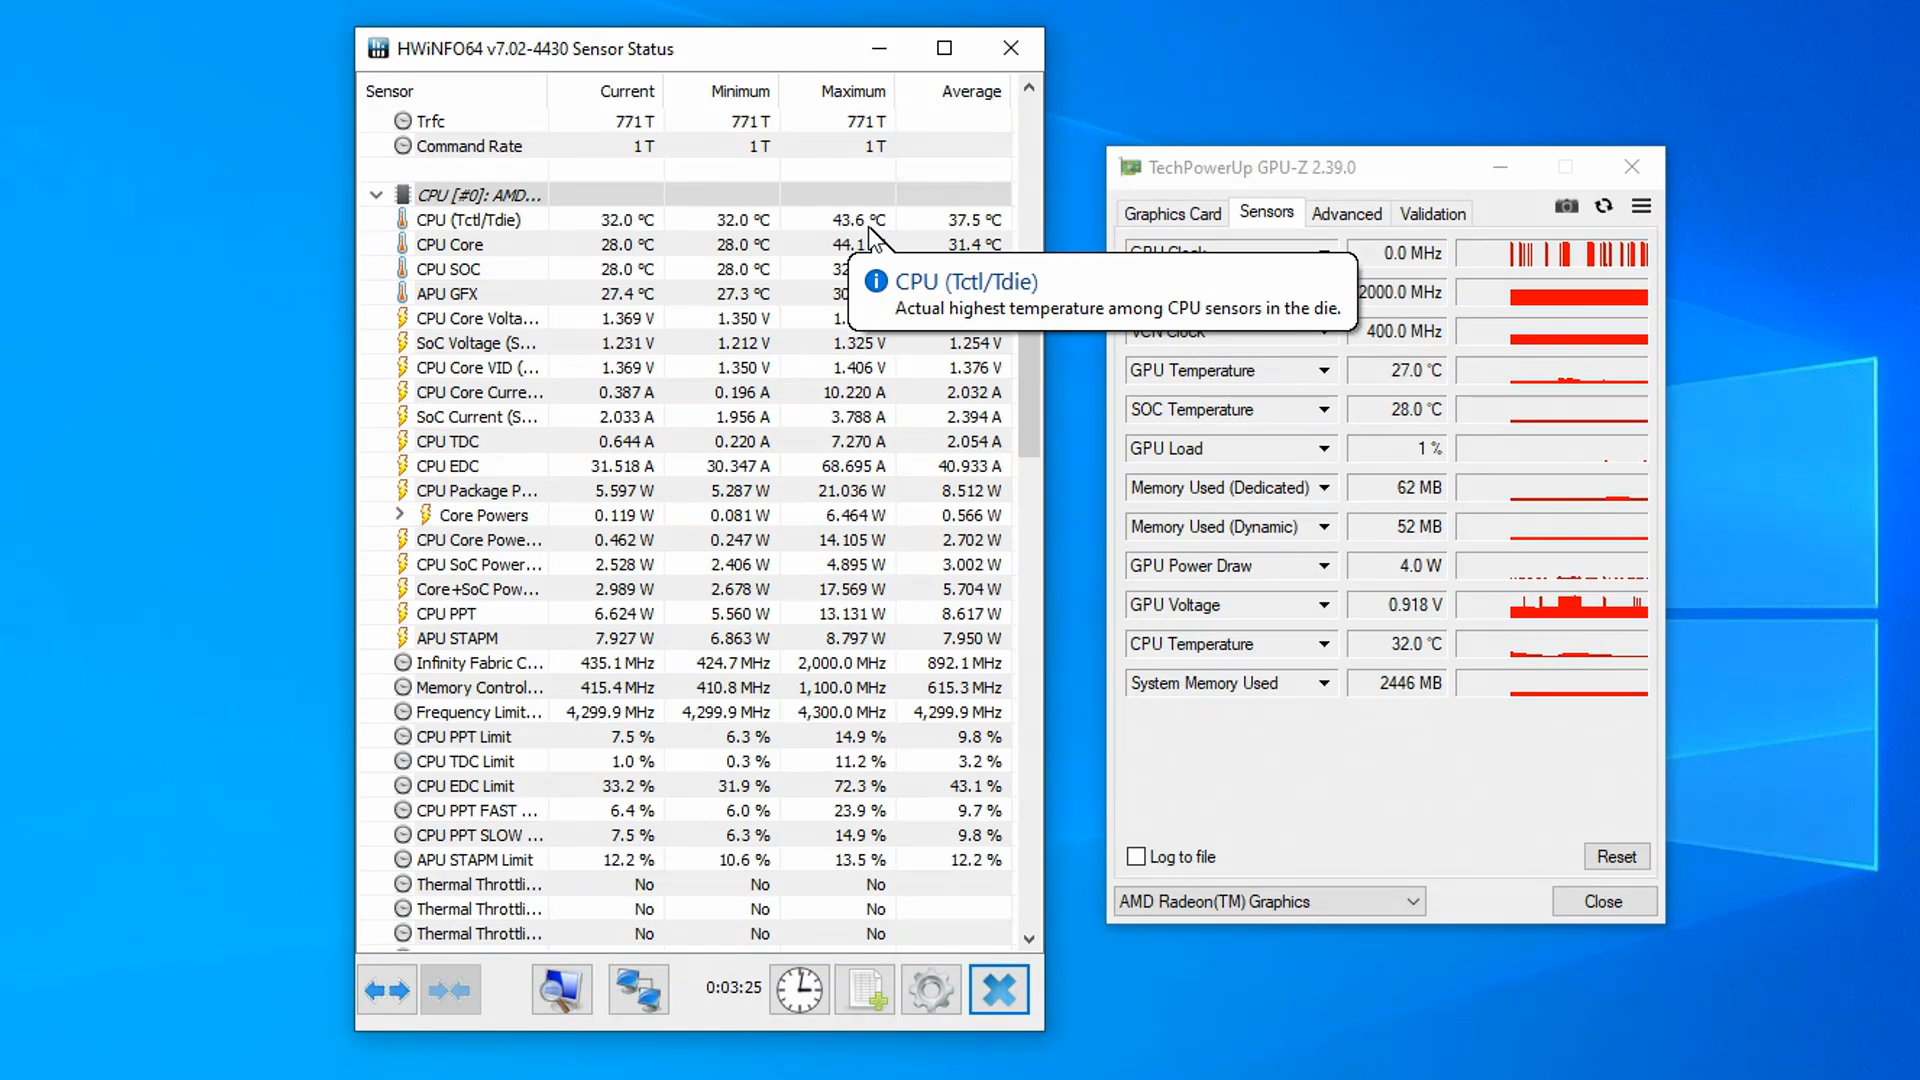 HWiNFO64 v7.02-4430 Sensor Status
Sensor Current Minimum Maximum Average
Trfc 771 T 771 T 771 T
Command Rate 1 T 1 T 1 T
CPU [#0]: AMD...
CPU (Tctl/Tdie) 32.0 °C 32.0 °C 43.6 °C 37.5 °C
CPU Core 28.0 °C 28.0 °C 44.1 31.4 °C
CPU SOC 28.0 °C 28.0 °C
APU GFX 27.4 °C 27.3 °C
CPU Core Volta... 1.369 V 1.350 V
SoC Voltage (S... 1.231 V 1.212 V 1.325 V 1.254 V
CPU Core VID (... 1.369 V 1.350 V 1.406 V 1.376 V
CPU Core Curre... 0.387 A 0.196 A 10.220 A 2.032 A
SoC Current (S... 2.033 A 1.956 A 3.788 A 2.394 A
CPU TDC 0.644 A 0.220 A 7.270 A 2.054 A
CPU EDC 31.518 A 30.347 A 68.695 A 40.933 A
CPU Package P... 5.597 W 5.287 W 21.036 W 8.512 W
Core Powers 0.119 W 0.081 W 6.464 W 0.566 W
CPU Core Powe... 0.462 W 0.247 W 14.105 W 2.702 W
CPU SoC Power... 2.528 W 2.406 W 4.895 W 3.002 W
Core+SoC Pow... 2.989 W 2.678 W 17.569 W 5.704 W
CPU PPT 6.624 W 5.560 W 13.131 W 8.617 W
APU STAPM 7.927 W 6.863 W 8.797 W 7.950 W
Infinity Fabric C... 435.1 MHz 424.7 MHz 2,000.0 MHz 892.1 MHz
Memory Control... 415.4 MHz 410.8 MHz 1,100.0 MHz 615.3 MHz
Frequency Limit... 4,299.9 MHz 4,299.9 MHz 4,300.0 MHz 4,299.9 MHz
CPU PPT Limit 7.5 % 6.3 % 14.9 % 9.8 %
CPU TDC Limit 1.0 % 0.3 % 11.2 % 3.2 %
CPU EDC Limit 33.2 % 31.9 % 72.3 % 43.1 %
CPU PPT FAST ... 6.4 % 6.0 % 23.9 % 9.7 %
CPU PPT SLOW ... 7.5 % 6.3 % 14.9 % 9.8 %
APU STAPM Limit 12.2 % 10.6 % 13.5 % 12.2 %
Thermal Throttli... No No No
Thermal Throttli... No No No
Thermal Throttli... No No No
0:03:25
CPU (Tctl/Tdie)
Actual highest temperature among CPU sensors in the die.
TechPowerUp GPU-Z 2.39.0
Graphics Card Sensors Advanced Validation
GPU Clock 0.0 MHz
2000.0 MHz
VCN Clock 400.0 MHz
GPU Temperature 27.0 °C
SOC Temperature 28.0 °C
GPU Load 1 %
Memory Used (Dedicated) 62 MB
Memory Used (Dynamic) 52 MB
GPU Power Draw 4.0 W
GPU Voltage 0.918 V
CPU Temperature 32.0 °C
System Memory Used 2446 MB
Log to file Reset
AMD Radeon(TM) Graphics Close